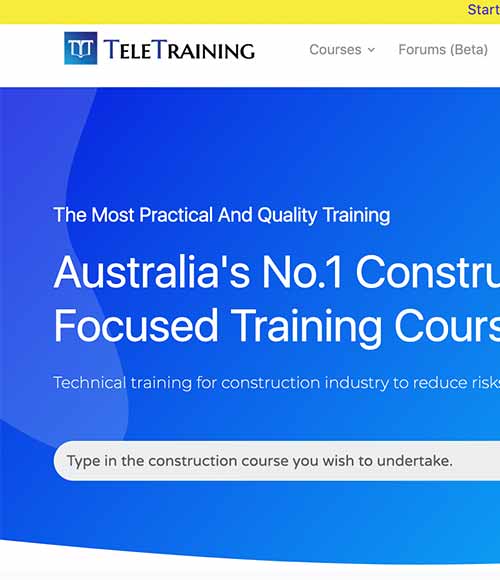 Start
TELETRAINING
Courses Forums (Beta)
The Most Practical And Quality Training
Australia's No.1 Constru
Focused Training Cours
Technical training for construction industry to reduce risks
Type in the construction course you wish to undertake.